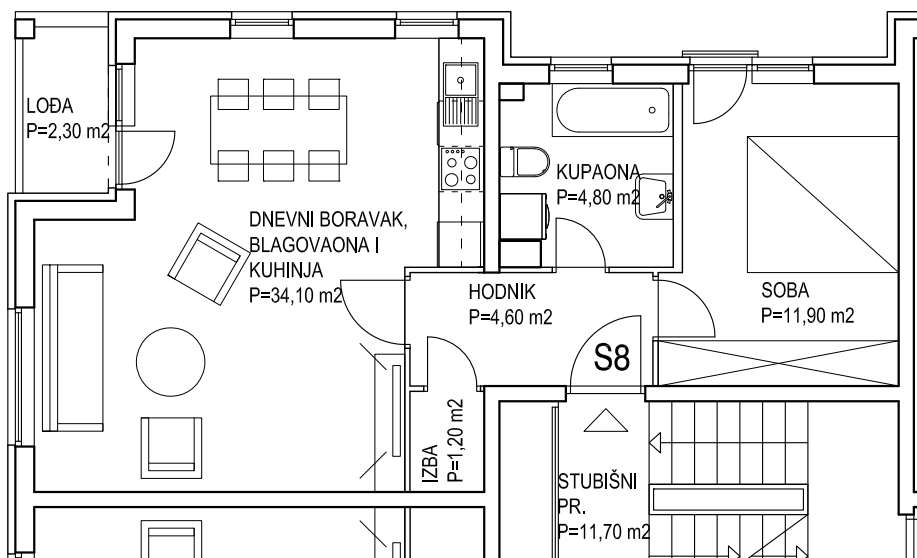 LOĐA
P=2,30 m2
DNEVNI BORAVAK,
BLAGOVAONA I
KUHINJA
P=34,10 m2
KUPAONA
P=4,80 m2
HODNIK
P=4,60 m2
SOBA
P=11,90 m2
S8
IZBA
P=1,20 m2
STUBIŠNI
PR.
P=11,70 m2